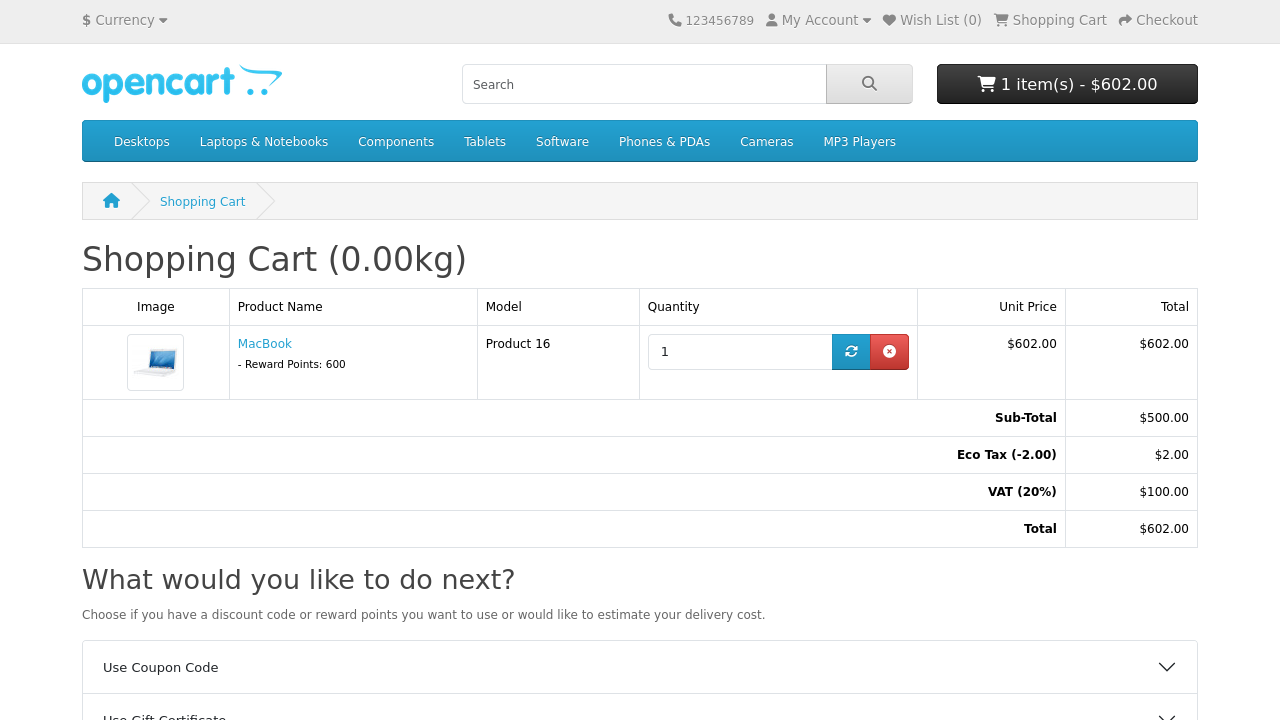 $ Currency
123456789 My Account Wish List (0) Shopping Cart Checkout
opencart
Search
1 item(s) - $602.00
Desktops Laptops & Notebooks Components Tablets Software Phones & PDAs Cameras MP3 Players
Shopping Cart
Shopping Cart (0.00kg)
Image Product Name Model Quantity Unit Price Total
MacBook Product 16 1 $602.00 $602.00
- Reward Points: 600
Sub-Total $500.00
Eco Tax (-2.00) $2.00
VAT (20%) $100.00
Total $602.00
What would you like to do next?
Choose if you have a discount code or reward points you want to use or would like to estimate your delivery cost.
Use Coupon Code
Use Gift Certificate